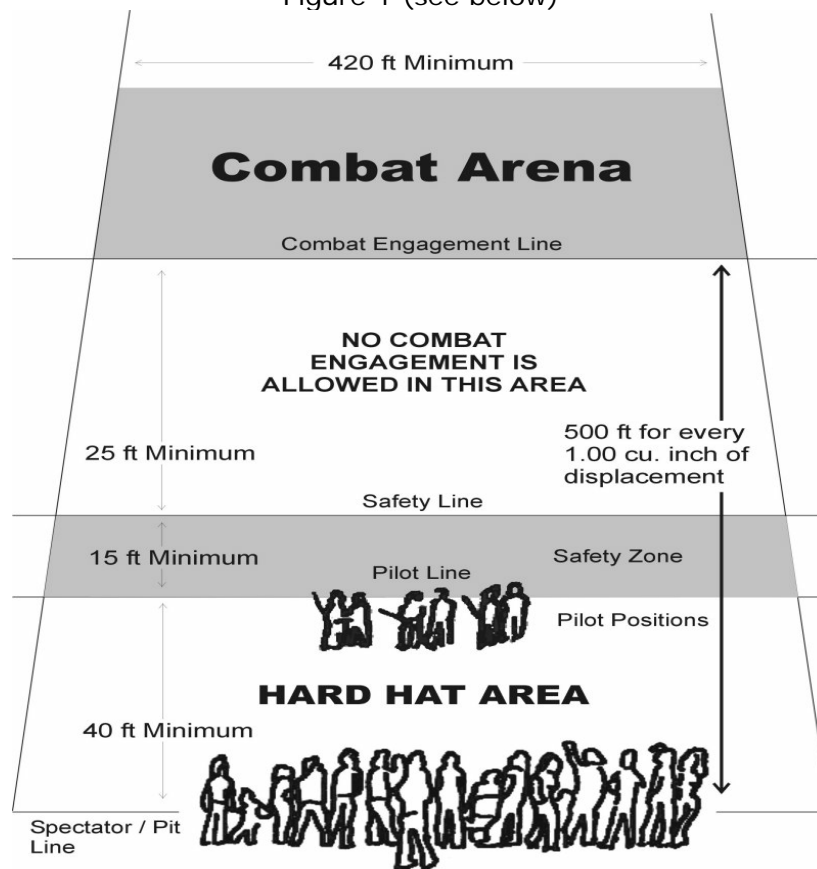 Figure 1 (see below)
420 ft Minimum
Combat Arena
Combat Engagement Line
NO COMBAT
ENGAGEMENT IS
ALLOWED IN THIS AREA
500 ft for every
1.00 cu. inch of
displacement
25 ft Minimum
Safety Line
15 ft Minimum
Safety Zone
Pilot Line
Pilot Positions
HARD HAT AREA
40 ft Minimum
Spectator / Pit
Line